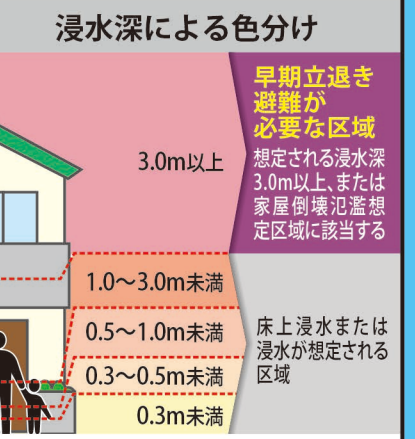 浸水深による色分け
3.0m以上
早期立退き
避難が
必要な区域
想定される浸水深
3.0m以上、または
家屋倒壊氾濫想
定区域に該当する
1.0〜3.0m未満
0.5〜1.0m未満
0.3〜0.5m未満
0.3m未満
床上浸水または
浸水が想定される
区域